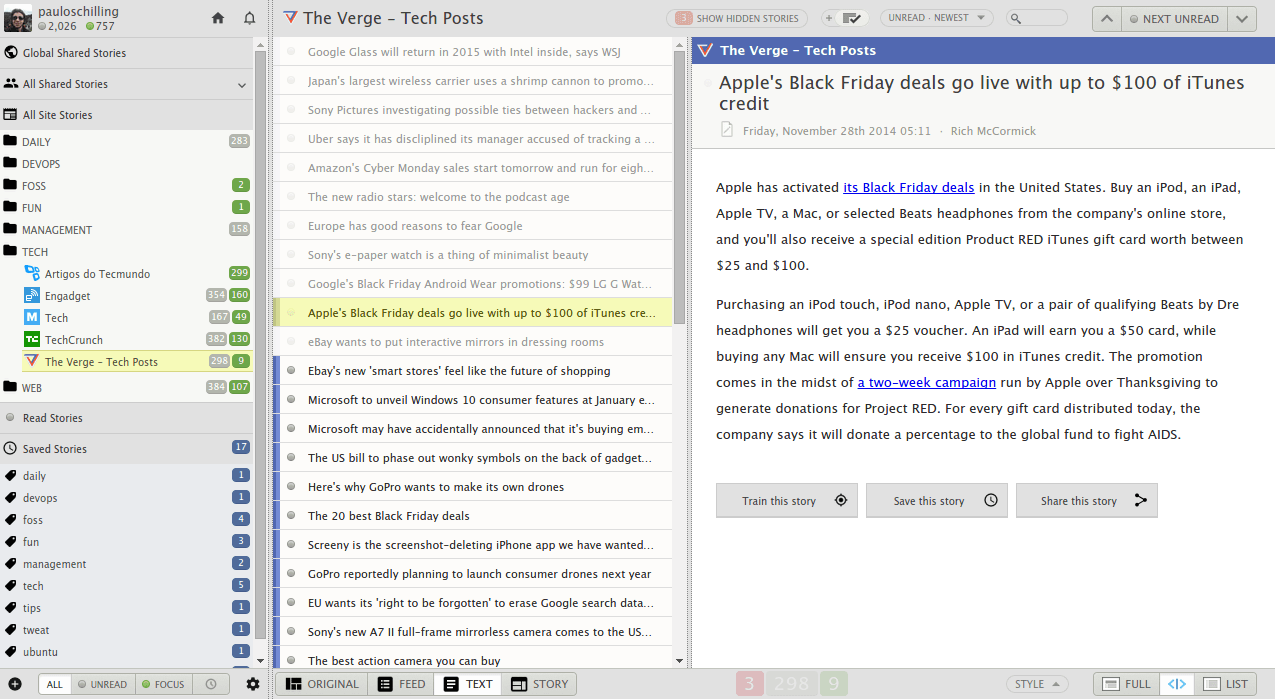 pauloschilling
2,026 757
Global Shared Stories
All Shared Stories
All Site Stories
DAILY 283
DEVOPS
FOSS 2
FUN 1
MANAGEMENT 158
TECH
Artigos do Tecmundo 299
Engadget 354 160
Tech 167 49
TechCrunch 382 130
The Verge – Tech Posts 298 9
WEB 384 107
Read Stories
Saved Stories 17
daily 1
devops 1
foss 4
fun 3
management 2
tech 5
tips 1
tweat 1
ubuntu 1
ALL UNREAD FOCUS
The Verge – Tech Posts
3 SHOW HIDDEN STORIES
UNREAD · NEWEST
NEXT UNREAD
Google Glass will return in 2015 with Intel inside, says WSJ
Japan's largest wireless carrier uses a shrimp cannon to promo...
Sony Pictures investigating possible ties between hackers and ...
Uber says it has discliplined its manager accused of tracking a ...
Amazon's Cyber Monday sales start tomorrow and run for eigh...
The new radio stars: welcome to the podcast age
Europe has good reasons to fear Google
Sony's e-paper watch is a thing of minimalist beauty
Google's Black Friday Android Wear promotions: $99 LG G Wat...
Apple's Black Friday deals go live with up to $100 of iTunes cre...
eBay wants to put interactive mirrors in dressing rooms
Ebay's new 'smart stores' feel like the future of shopping
Microsoft to unveil Windows 10 consumer features at January e...
Microsoft may have accidentally announced that it's buying em...
The US bill to phase out wonky symbols on the back of gadget...
Here's why GoPro wants to make its own drones
The 20 best Black Friday deals
Screeny is the screenshot-deleting iPhone app we have wanted...
GoPro reportedly planning to launch consumer drones next year
EU wants its 'right to be forgotten' to erase Google search data...
Sony's new A7 II full-frame mirrorless camera comes to the US...
The best action camera you can buy
ORIGINAL FEED TEXT STORY
The Verge – Tech Posts
Apple's Black Friday deals go live with up to $100 of iTunes
credit
Friday, November 28th 2014 05:11 · Rich McCormick
Apple has activated its Black Friday deals in the United States. Buy an iPod, an iPad,
Apple TV, a Mac, or selected Beats headphones from the company's online store,
and you'll also receive a special edition Product RED iTunes gift card worth between
$25 and $100.
Purchasing an iPod touch, iPod nano, Apple TV, or a pair of qualifying Beats by Dre
headphones will get you a $25 voucher. An iPad will earn you a $50 card, while
buying any Mac will ensure you receive $100 in iTunes credit. The promotion
comes in the midst of a two-week campaign run by Apple over Thanksgiving to
generate donations for Project RED. For every gift card distributed today, the
company says it will donate a percentage to the global fund to fight AIDS.
Train this story
Save this story
Share this story
3 298 9
STYLE
FULL LIST